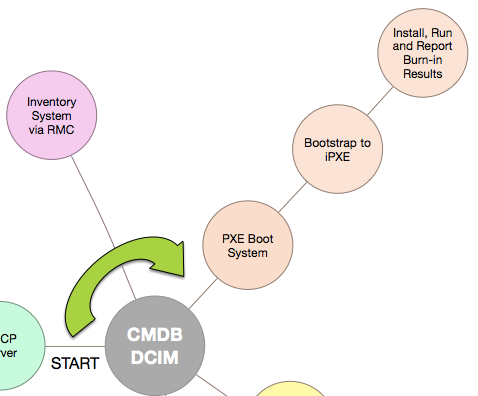 Install, Run
and Report
Burn-in
Results
Inventory
System
via RMC
Bootstrap to
iPXE
PXE Boot
System
CMDB
DCIM
CP
ver
START